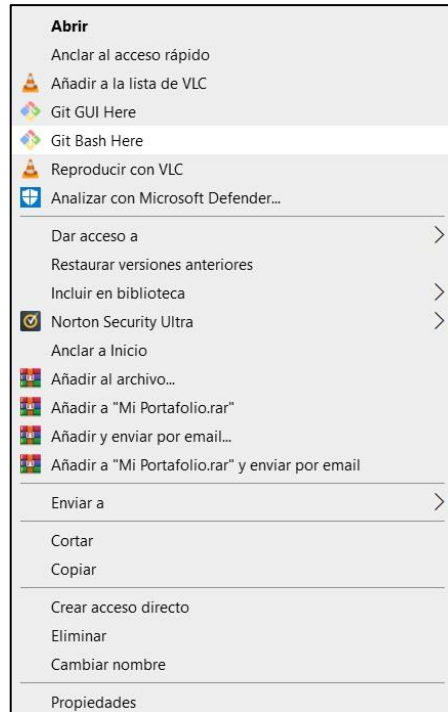 Abrir
Anclar al acceso rápido
Añadir a la lista de VLC
Git GUI Here
Git Bash Here
Reproducir con VLC
Analizar con Microsoft Defender...
Dar acceso a
Restaurar versiones anteriores
Incluir en biblioteca
Norton Security Ultra
Anclar a Inicio
Añadir al archivo...
Añadir a "Mi Portafolio.rar"
Añadir y enviar por email...
Añadir a "Mi Portafolio.rar" y enviar por email
Enviar a
Cortar
Copiar
Crear acceso directo
Eliminar
Cambiar nombre
Propiedades